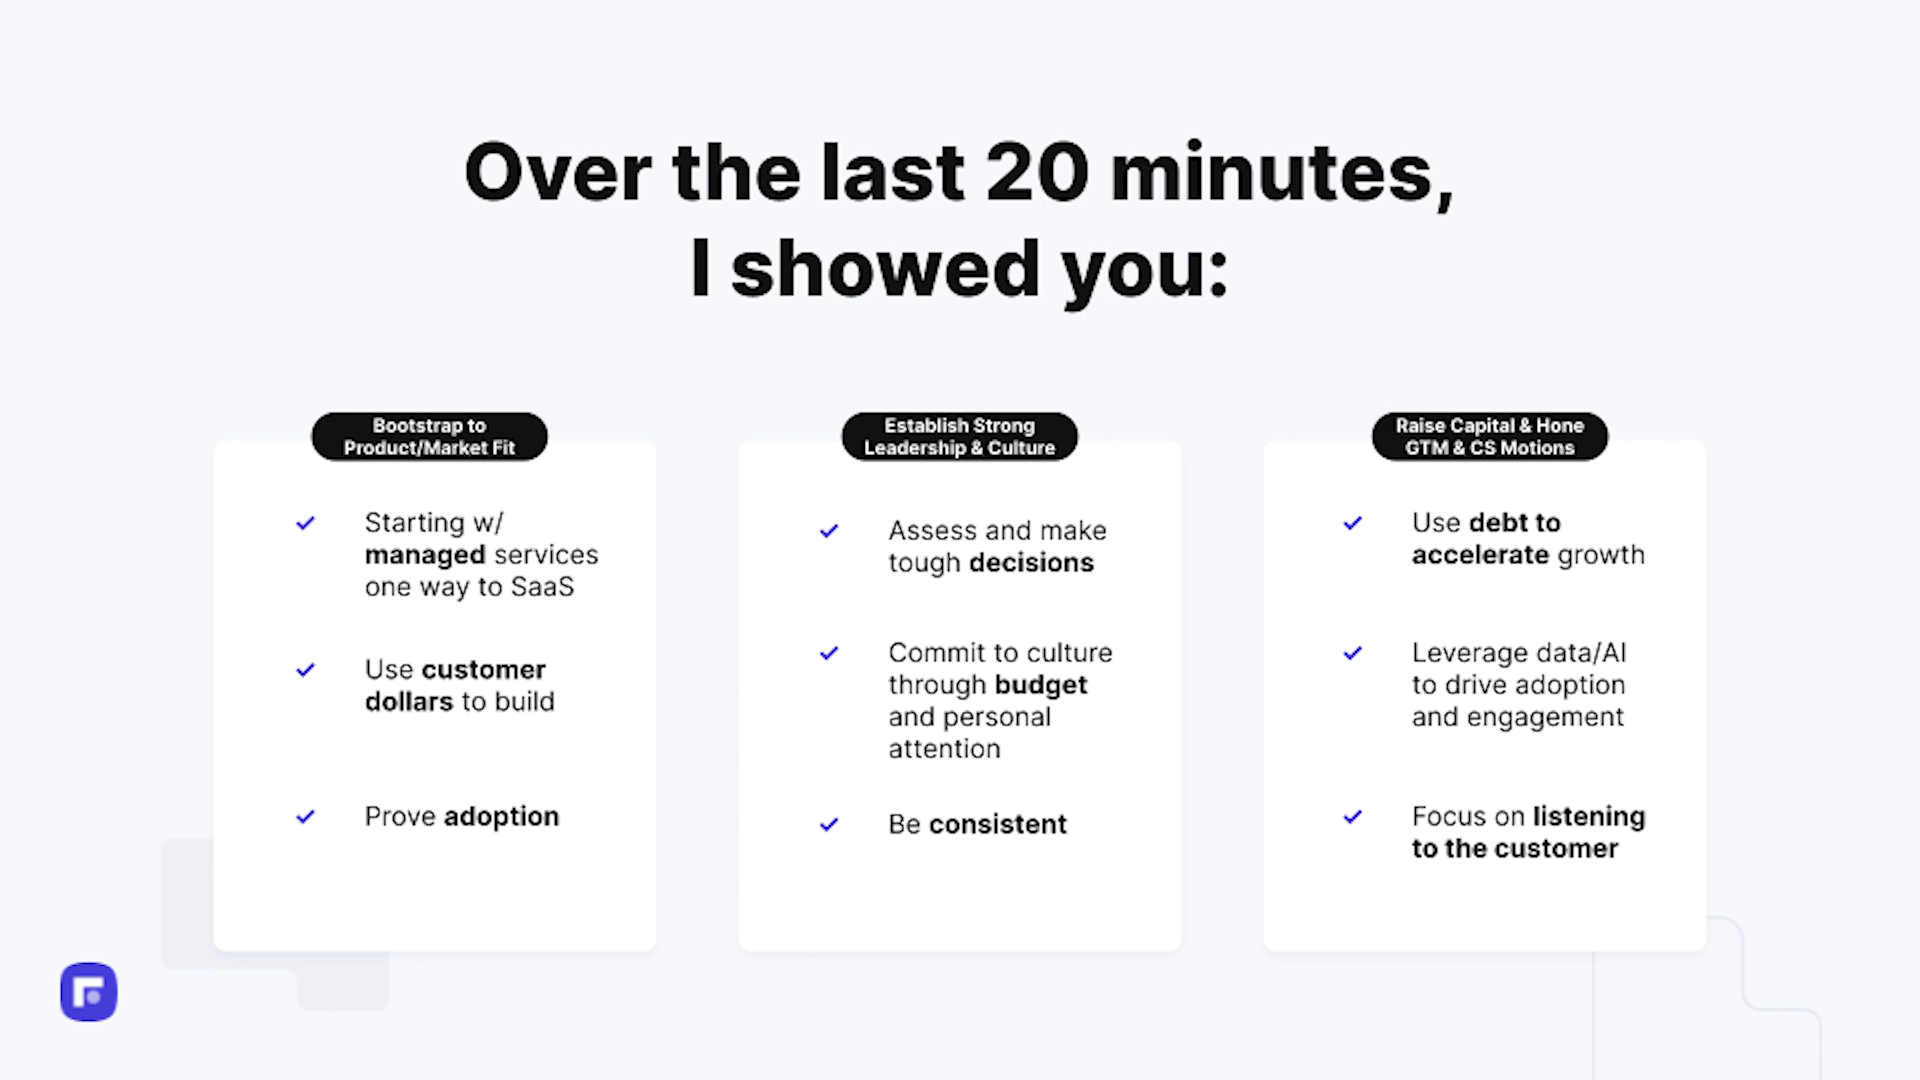 Over the last 20 minutes,
I showed you:
Bootstrap to
Product/Market Fit
Starting w/
managed services
one way to SaaS
Use customer
dollars to build
Prove adoption
Establish Strong
Leadership & Culture
Assess and make
tough decisions
Commit to culture
through budget
and personal
attention
Be consistent
Raise Capital & Hone
GTM & CS Motions
Use debt to
accelerate growth
Leverage data/AI
to drive adoption
and engagement
Focus on listening
to the customer